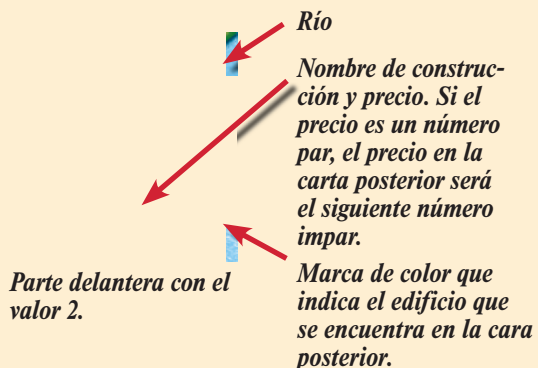 Río
Nombre de construc-
ción y precio. Si el
precio es un número
par, el precio en la
carta posterior será
el siguiente número
impar.
Parte delantera con el
valor 2.
Marca de color que
indica el edificio que
se encuentra en la cara
posterior.